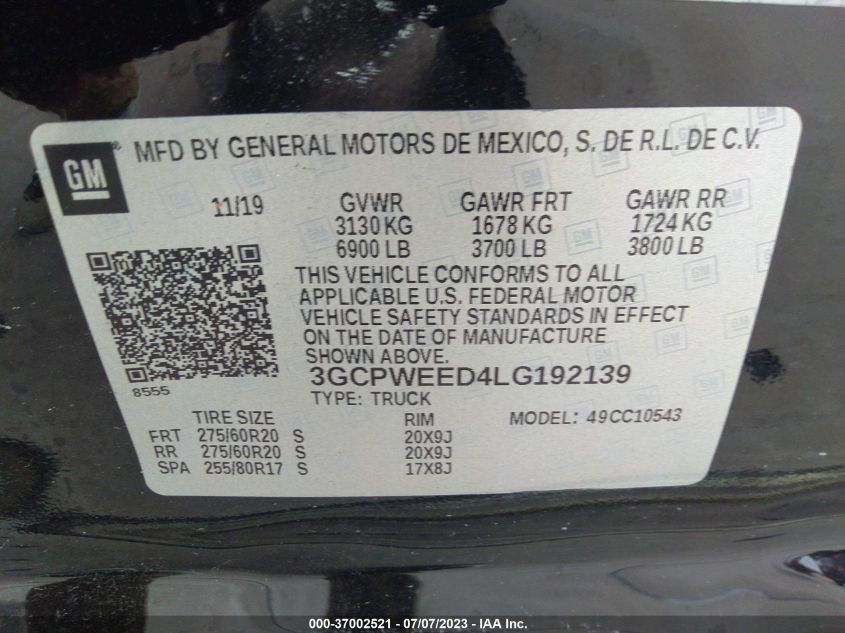 GM ® MFD BY GENERAL MOTORS DE MEXICO, S. DE R.L. DE C.V.
11/19 GVWR GAWR FRT GAWR RR
3130 KG 1678 KG 1724 KG
6900 LB 3700 LB 3800 LB
THIS VEHICLE CONFORMS TO ALL
APPLICABLE U.S. FEDERAL MOTOR
VEHICLE SAFETY STANDARDS IN EFFECT
ON THE DATE OF MANUFACTURE
SHOWN ABOVE.
8555
3GCPWEED4LG192139
TYPE: TRUCK
TIRE SIZE RIM MODEL: 49CC10543
FRT 275/60R20 S 20X9J
RR 275/60R20 S 20X9J
SPA 255/80R17 S 17X8J
000-37002521 - 07/07/2023 - IAAI.com